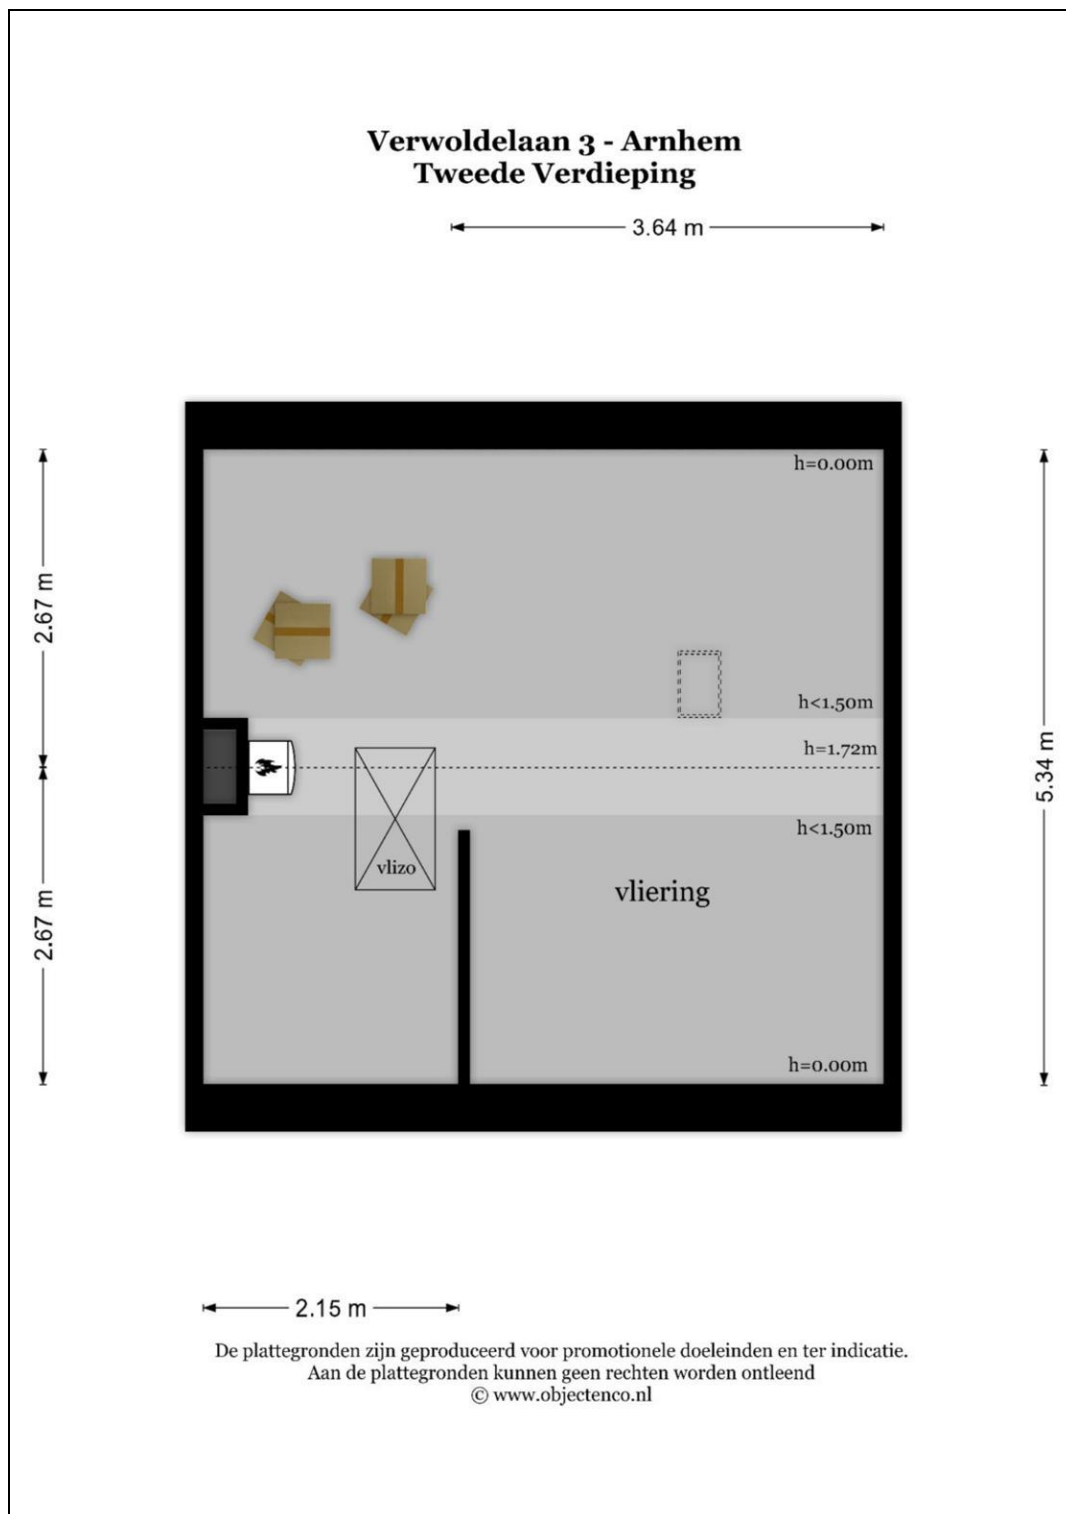 Verwoldelaan 3 - Arnhem
Tweede Verdieping
3.64 m
h=0.00m
2.67 m
h<1.50m
h=1.72m
5.34 m
h<1.50m
vlizo
vliering
2.67 m
h=0.00m
2.15 m
De plattegronden zijn geproduceerd voor promotionele doeleinden en ter indicatie.
Aan de plattegronden kunnen geen rechten worden ontleend
© www.objectenco.nl